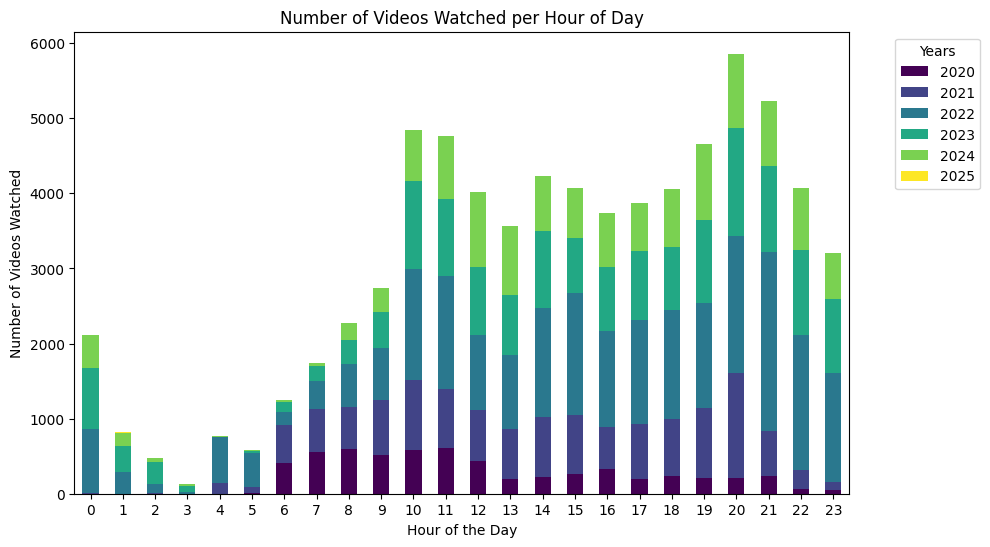 Number of Videos Watched per Hour of Day
Number of Videos Watched
6000
5000
4000
3000
2000
1000
0
0 1 2 3 4 5 6 7 8 9 10 11 12 13 14 15 16 17 18 19 20 21 22 23
Hour of the Day
Years
2020
2021
2022
2023
2024
2025